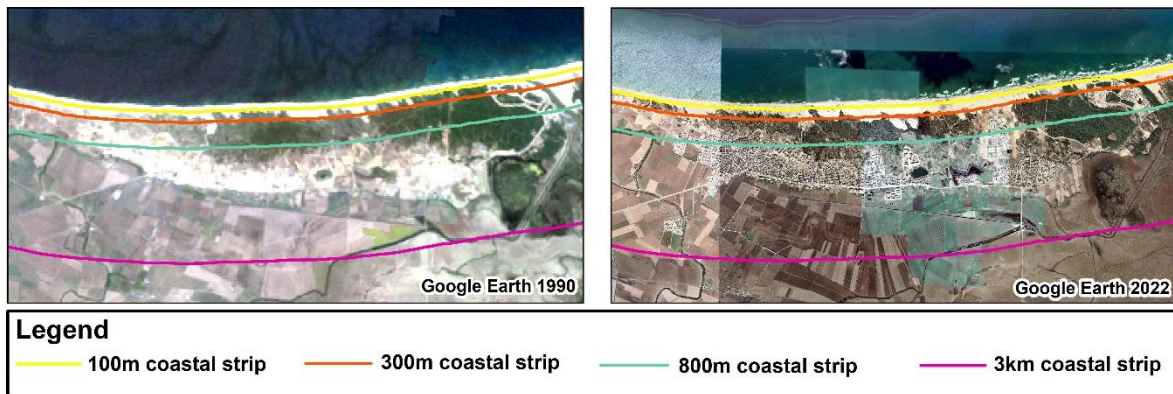 Google Earth 1990
Google Earth 2022
Legend
100m coastal strip
300m coastal strip
800m coastal strip
3km coastal strip